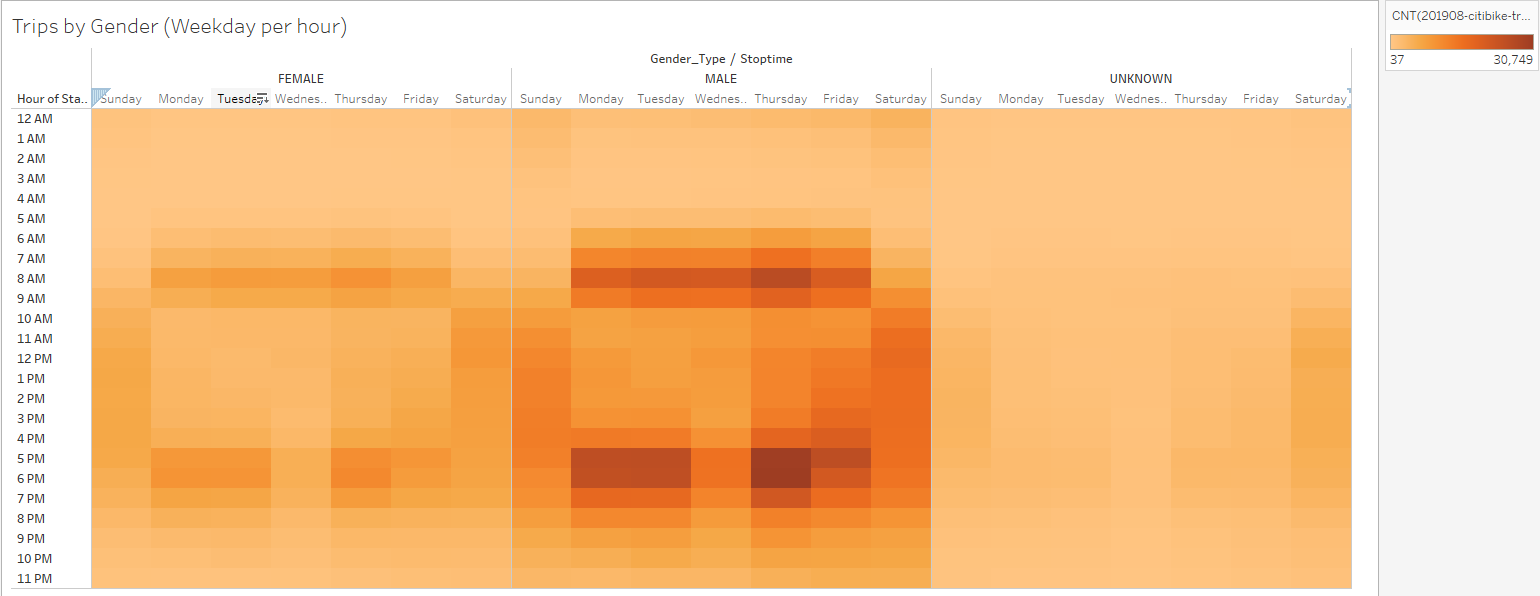 Trips by Gender (Weekday per hour)
CNT(201908-citibike-tr...
37 30,749
Gender_Type / Stoptime
FEMALE MALE UNKNOWN
Hour of Sta.. Sunday Monday Tuesday Wednes.. Thursday Friday Saturday Sunday Monday Tuesday Wednes.. Thursday Friday Saturday Sunday Monday Tuesday Wednes.. Thursday Friday Saturday
12 AM
1 AM
2 AM
3 AM
4 AM
5 AM
6 AM
7 AM
8 AM
9 AM
10 AM
11 AM
12 PM
1 PM
2 PM
3 PM
4 PM
5 PM
6 PM
7 PM
8 PM
9 PM
10 PM
11 PM